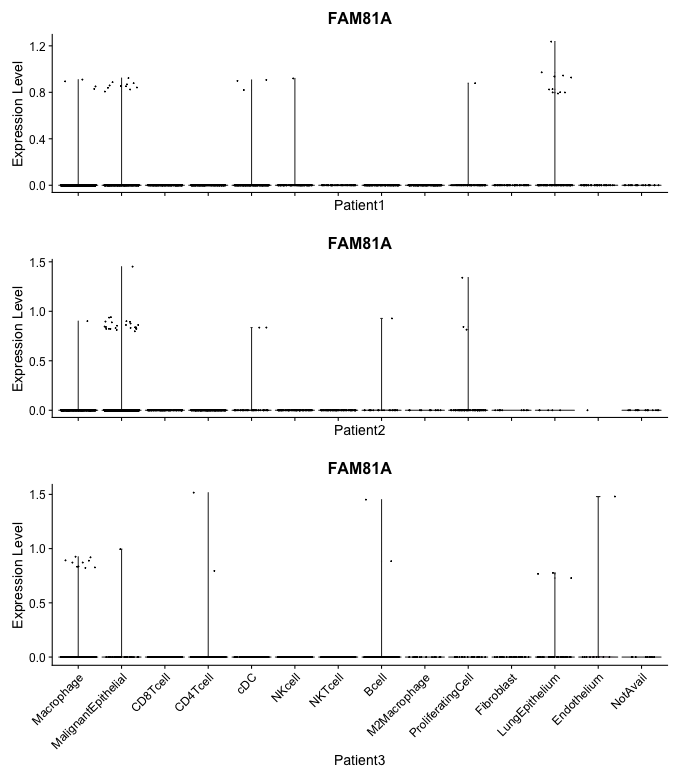 FAM81A
Expression Level
1.2
0.8
0.4
0.0
Patient1
FAM81A
Expression Level
1.5
1.0
0.5
0.0
Patient2
FAM81A
Expression Level
1.5
1.0
0.5
0.0
Macrophage
MalignantEpithelial
CD8Tcell
CD4Tcell
cDC
NKcell
NKTcell
Bcell
M2Macrophage
ProliferatingCell
Fibroblast
LungEpithelium
Endothelium
NotAvail
Patient3